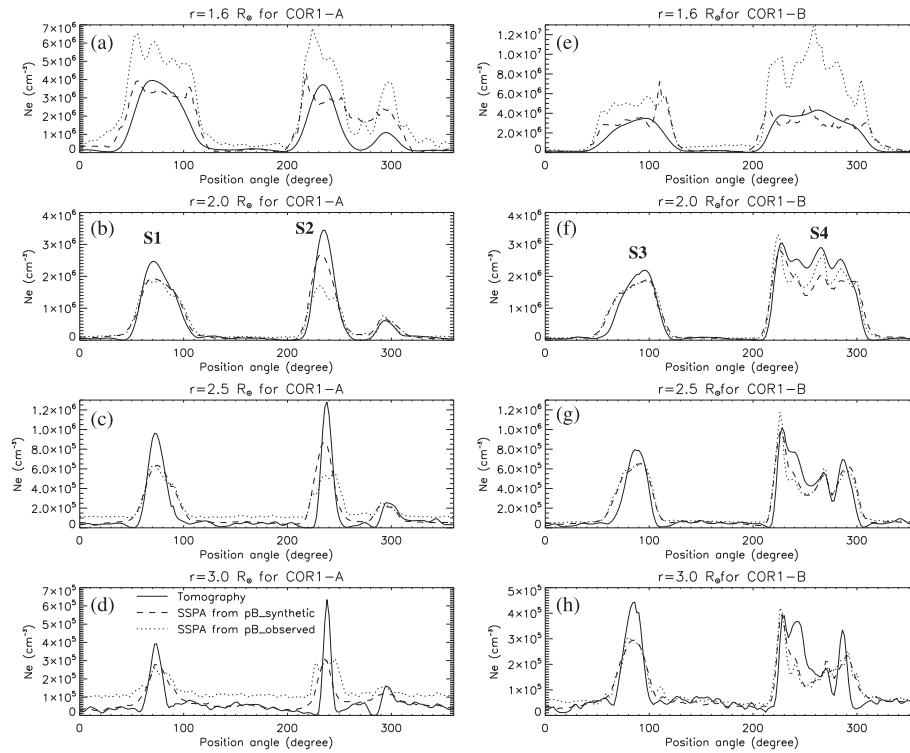 r=1.6 R⊙ for COR1-A
(a)
Ne (cm⁻³)
7×10⁶
6×10⁶
5×10⁶
4×10⁶
3×10⁶
2×10⁶
1×10⁶
0
0 100 200 300
Position angle (degree)
r=1.6 R⊙ for COR1-B
(e)
Ne (cm⁻³)
1.2×10⁷
1.0×10⁷
8.0×10⁶
6.0×10⁶
4.0×10⁶
2.0×10⁶
0
0 100 200 300
Position angle (degree)
r=2.0 R⊙ for COR1-A
(b)
S1
S2
Ne (cm⁻³)
4×10⁶
3×10⁶
2×10⁶
1×10⁶
0
0 100 200 300
Position angle (degree)
r=2.0 R⊙ for COR1-B
(f)
S3
S4
Ne (cm⁻³)
4×10⁶
3×10⁶
2×10⁶
1×10⁶
0
0 100 200 300
Position angle (degree)
r=2.5 R⊙ for COR1-A
(c)
Ne (cm⁻³)
1.2×10⁶
1.0×10⁶
8.0×10⁵
6.0×10⁵
4.0×10⁵
2.0×10⁵
0
0 100 200 300
Position angle (degree)
r=2.5 R⊙ for COR1-B
(g)
Ne (cm⁻³)
1.2×10⁶
1.0×10⁶
8.0×10⁵
6.0×10⁵
4.0×10⁵
2.0×10⁵
0
0 100 200 300
Position angle (degree)
r=3.0 R⊙ for COR1-A
(d)
Tomography
SSPA from pB_synthetic
SSPA from pB_observed
Ne (cm⁻³)
7×10⁵
6×10⁵
5×10⁵
4×10⁵
3×10⁵
2×10⁵
1×10⁵
0
0 100 200 300
Position angle (degree)
r=3.0 R⊙ for COR1-B
(h)
Ne (cm⁻³)
5×10⁵
4×10⁵
3×10⁵
2×10⁵
1×10⁵
0
0 100 200 300
Position angle (degree)